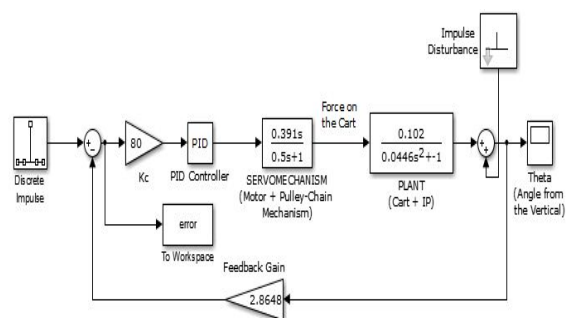 Impulse
Disturbance
Force on
the Cart
80
PID
0.391s
0.5s+1
0.102
0.0446s²+-1
Discrete
Impulse
Kc
PID Controller
SERVOMECHANISM
(Motor + Pulley-Chain
Mechanism)
PLANT
(Cart + IP)
Theta
(Angle from
the Vertical)
error
To Workspace
Feedback Gain
2.8648